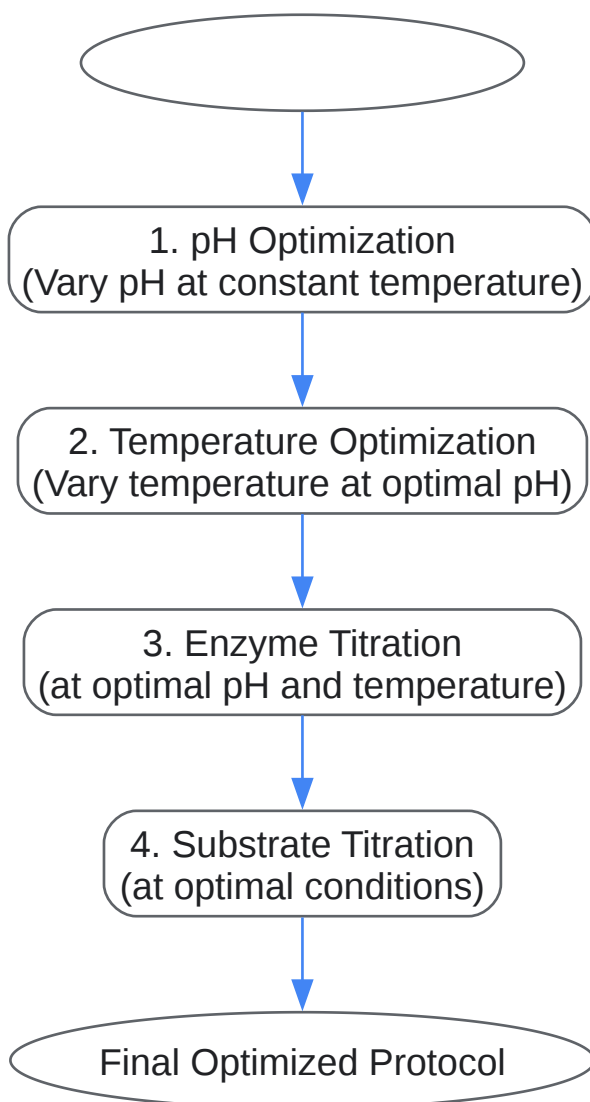 1. pH Optimization
(Vary pH at constant temperature)
2. Temperature Optimization
(Vary temperature at optimal pH)
3. Enzyme Titration
(at optimal pH and temperature)
4. Substrate Titration
(at optimal conditions)
Final Optimized Protocol